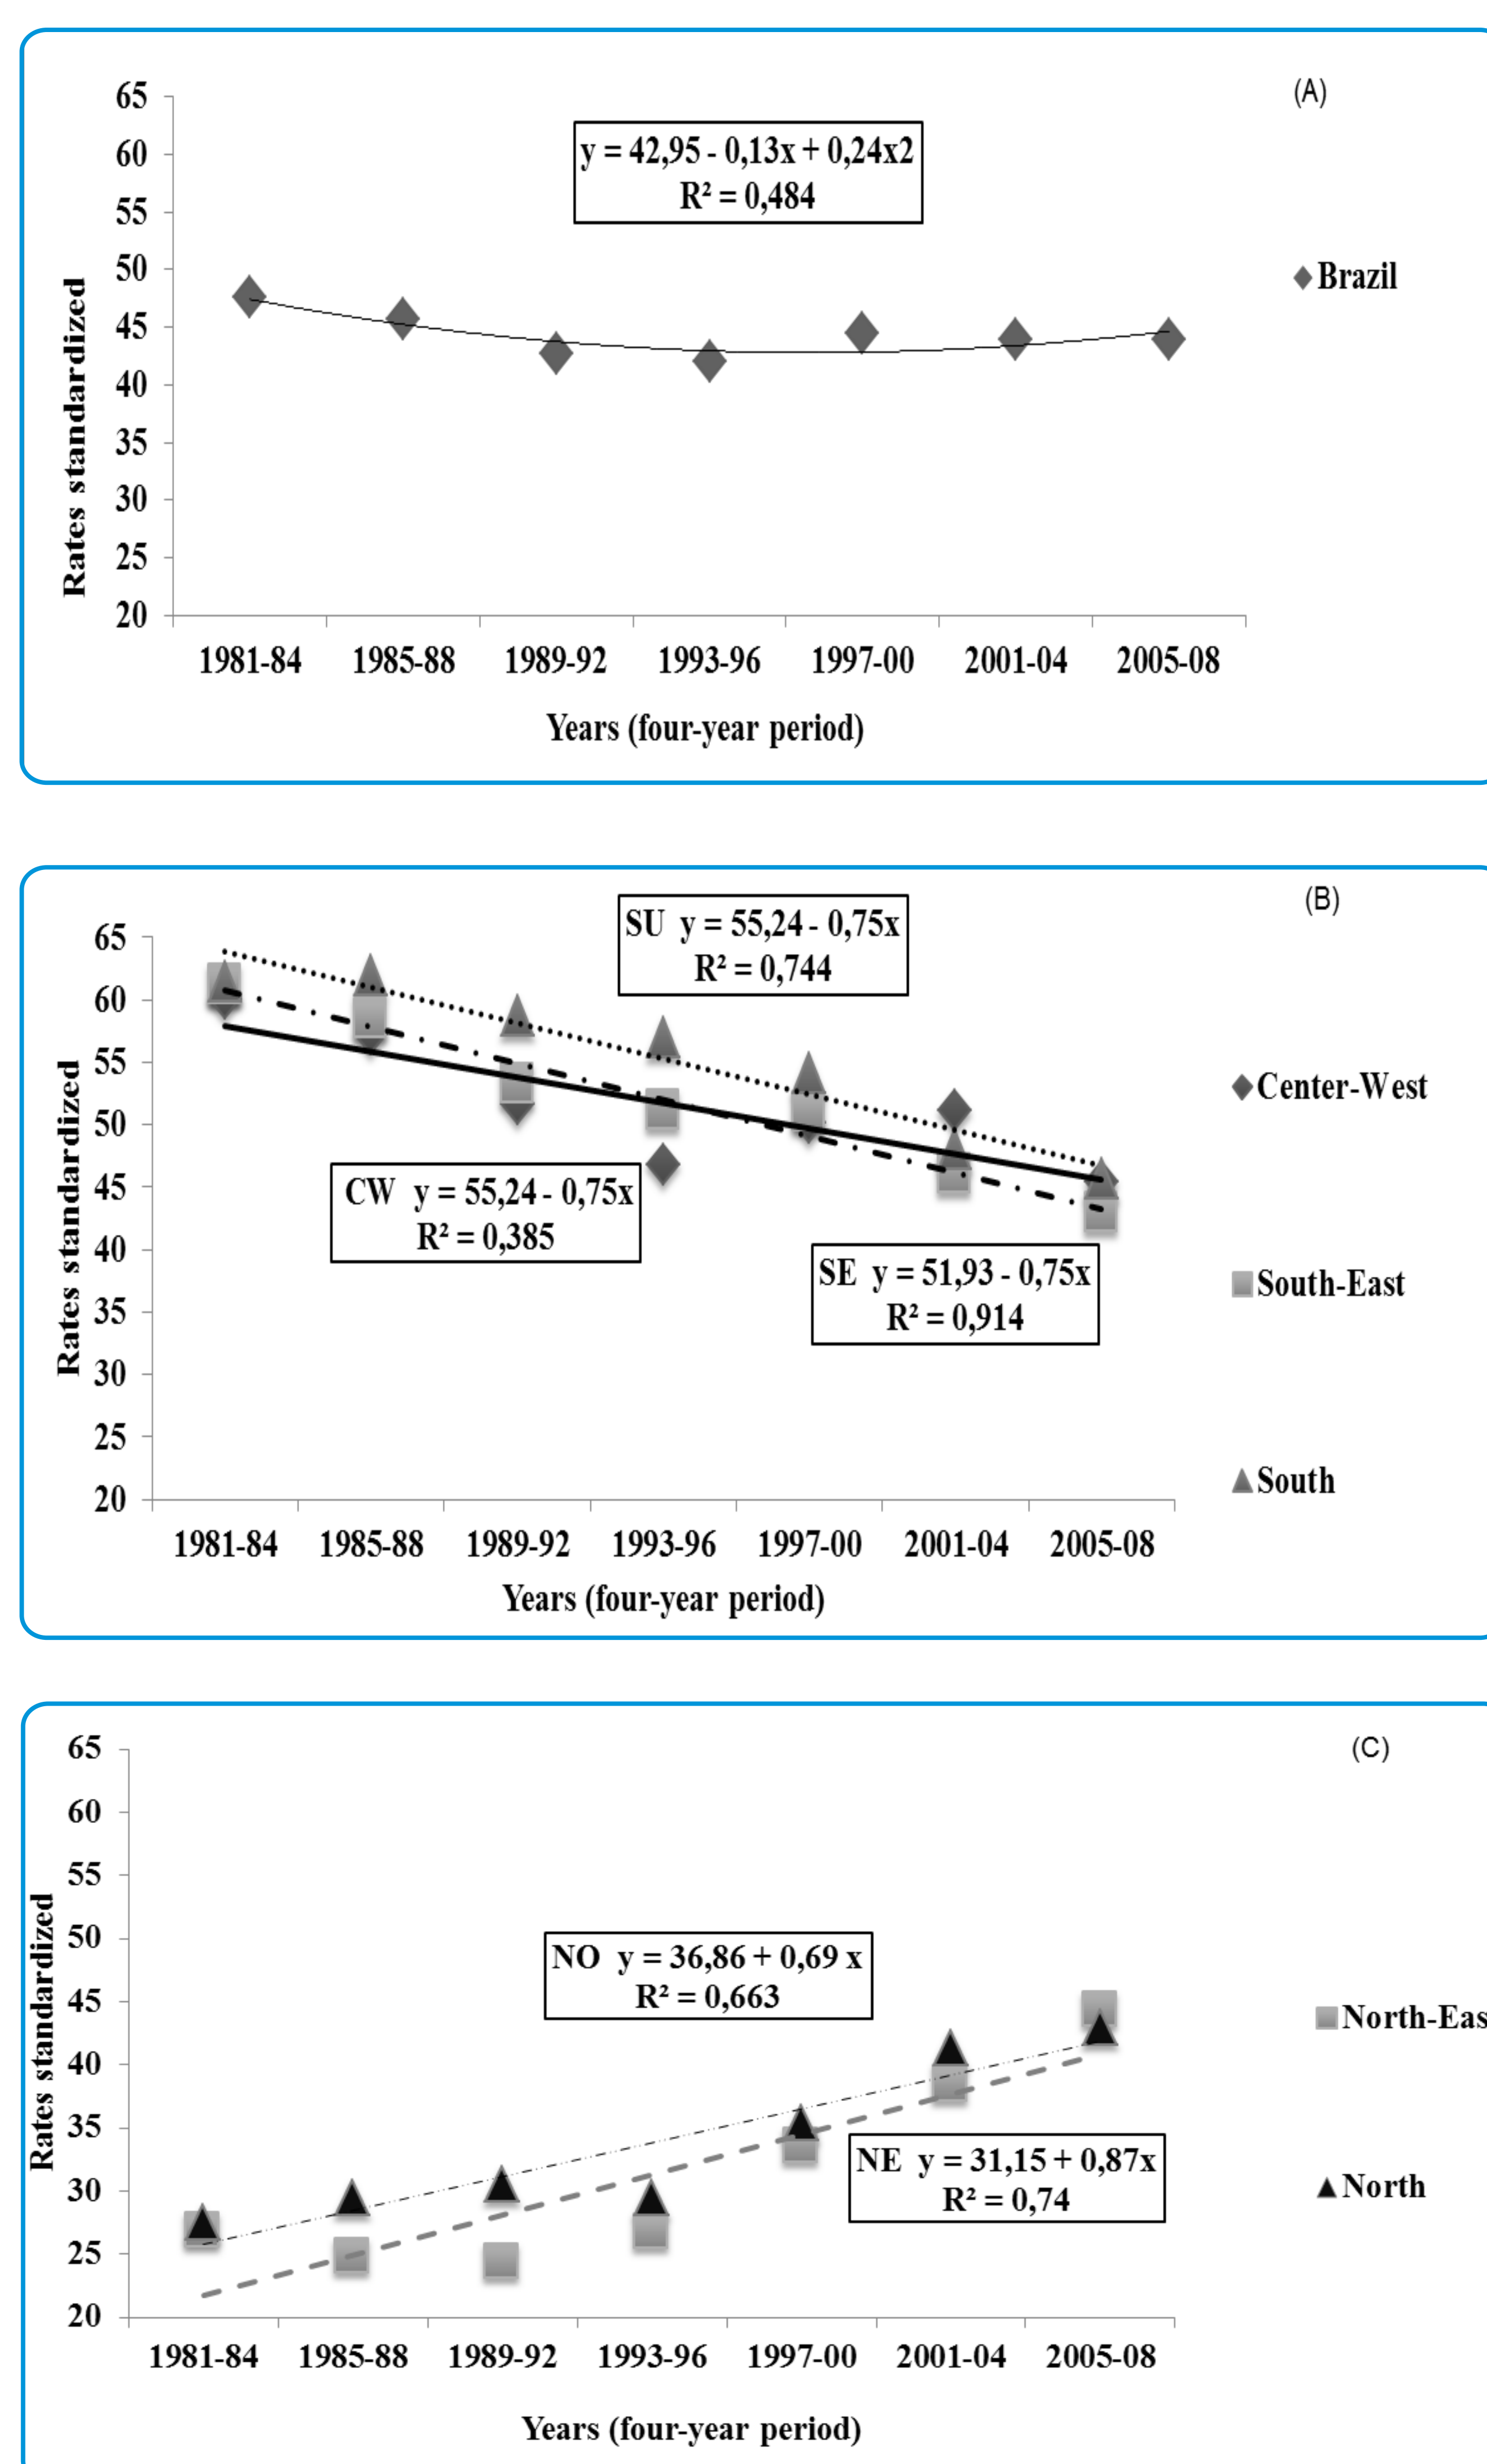 (A)
65
60
55
50
45
40
35
30
25
20
Rates standardized
y = 42,95 - 0,13x + 0,24x2
R² = 0,484
Brazil
1981-84 1985-88 1989-92 1993-96 1997-00 2001-04 2005-08
Years (four-year period)
(B)
65
60
55
50
45
40
35
30
25
20
Rates standardized
SU y = 55,24 - 0,75x
R² = 0,744
CW y = 55,24 - 0,75x
R² = 0,385
SE y = 51,93 - 0,75x
R² = 0,914
Center-West
South-East
South
1981-84 1985-88 1989-92 1993-96 1997-00 2001-04 2005-08
Years (four-year period)
(C)
65
60
55
50
45
40
35
30
25
20
Rates standardized
NO y = 36,86 + 0,69 x
R² = 0,663
NE y = 31,15 + 0,87x
R² = 0,74
North-Eas
North
1981-84 1985-88 1989-92 1993-96 1997-00 2001-04 2005-08
Years (four-year period)